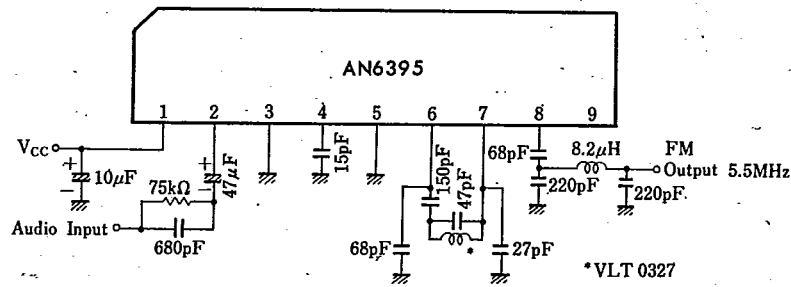 AN6395
1 2 3 4 5 6 7 8 9
VCC
+
−
10μF
+
−
47μF
75kΩ
680pF
Audio Input
15pF
150pF
47pF
68pF
*
27pF
68pF
8.2μH
220pF
220pF
FM
Output 5.5MHz
*VLT 0327